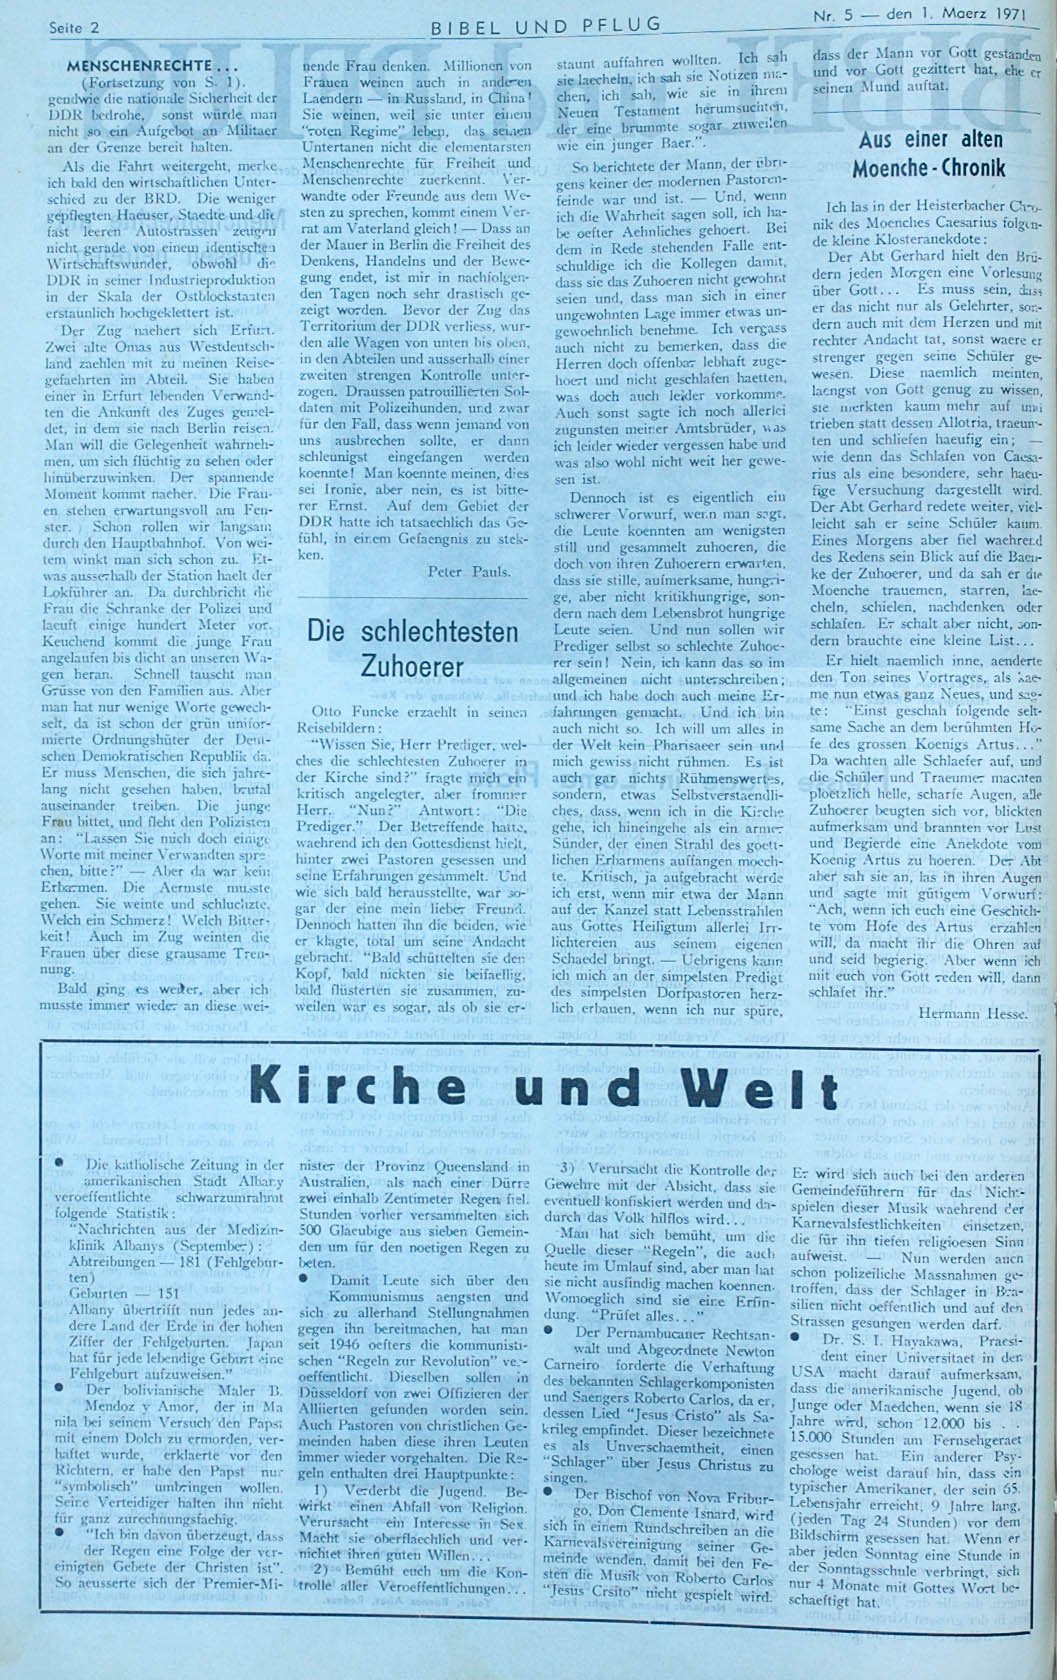 Seite 2
BIBEL UND PFLUG
Nr. 5 — den 1. Maerz 1971
MENSCHENRECHTE...
(Fortsetzung von S. 1).
gendwie die nationale Sicherheit der
DDR bedrohe, sonst würde man
nicht so ein Aufgebot an Militaer
an der Grenze bereit halten.
Als die Fahrt weitergeht, merke
ich bald den wirtschaftlichen Unter-
schied zu der BRD. Die weniger
gepflegten Haeuser, Staedte und die
fast leeren Autostrassen zeugen
nicht gerade von einem identischen
Wirtschaftswunder, obwohl die
DDR in seiner Industrieproduktion
in der Skala der Ostblockstaaten
erstaunlich hochgeklettert ist.
Der Zug naehert sich Erfurt.
Zwei alte Omas aus Westdeutsch-
land zaehlen mit zu meinen Reise-
gefaehrten im Abteil. Sie haben
einer in Erfurt lebenden Verwand-
ten die Ankunft des Zuges gemel-
det, in dem sie nach Berlin reisen.
Man will die Gelegenheit wahrneh-
men, um sich flüchtig zu sehen oder
hinüberzuwinken. Der spannende
Moment kommt naeher. Die Frau-
en stehen erwartungsvoll am Fen-
ster. Schon rollen wir langsam
durch den Hauptbahnhof. Von wei-
tem winkt man sich schon zu. Et-
was ausserhalb der Station haelt der
Lokführer an. Da durchbricht die
Frau die Schranke der Polizei und
laeuft einige hundert Meter vor.
Keuchend kommt die junge Frau
angelaufen bis dicht an unseren Wa-
gen heran. Schnell tauscht man
Grüsse von den Familien aus. Aber
man hat nur wenige Worte gewech-
selt, da ist schon der grün unifor-
mierte Ordnungshüter der Deut-
schen Demokratischen Republik da.
Er muss Menschen, die sich jahre-
lang nicht gesehen haben, brutal
auseinander treiben. Die junge
Frau bittet, und fleht den Polizisten
an: "Lassen Sie mich doch einige
Worte mit meiner Verwandten spre-
chen, bitte?" — Aber da war kein
Erbarmen. Die Aermste musste
gehen. Sie weinte und schluchzte.
Welch ein Schmerz! Welch Bitter-
keit! Auch im Zug weinten die
Frauen über diese grausame Tren-
nung.
Bald ging es weiter, aber ich
musste immer wieder an diese wei-
nende Frau denken. Millionen von
Frauen weinen auch in anderen
Laendern — in Russland, in China!
Sie weinen, weil sie unter einem
"roten Regime" leben, das seinen
Untertanen nicht die elementarsten
Menschenrechte für Freiheit und
Menschenrechte zuerkennt. Ver-
wandte oder Freunde aus dem We-
sten zu sprechen, kommt einem Ver-
rat am Vaterland gleich! — Dass an
der Mauer in Berlin die Freiheit des
Denkens, Handelns und der Bewe-
gung endet, ist mir in nachfolgen-
den Tagen noch sehr drastisch ge-
zeigt worden. Bevor der Zug das
Territorium der DDR verliess, wur-
den alle Wagen von unten bis oben,
in den Abteilen und ausserhalb einer
zweiten strengen Kontrolle unter-
zogen. Draussen patrouillierten Sol-
daten mit Polizeihunden, und zwar
für den Fall, dass wenn jemand von
uns ausbrechen sollte, er dann
schleunigst eingefangen werden
koennte! Man koennte meinen, dies
sei Ironie, aber nein, es ist bitte-
rer Ernst. Auf dem Gebiet der
DDR hatte ich tatsaechlich das Ge-
fühl, in einem Gefaengnis zu stek-
ken.
Peter Pauls.
Die schlechtesten
Zuhoerer
Otto Funcke erzaehlt in seinen
Reisebildern:
"Wissen Sie, Herr Prediger, wel-
ches die schlechtesten Zuhoerer in
der Kirche sind?" fragte mich ein
kritisch angelegter, aber frommer
Herr. "Nun?" Antwort: "Die
Prediger." Der Betreffende hatte,
waehrend ich den Gottesdienst hielt,
hinter zwei Pastoren gesessen und
seine Erfahrungen gesammelt. Und
wie sich bald herausstellte, war so-
gar der eine mein lieber Freund.
Dennoch hatten ihn die beiden, wie
er klagte, total um seine Andacht
gebracht. "Bald schüttelten sie den
Kopf, bald nickten sie beifaellig,
bald flüsterten sie zusammen, zu-
weilen war es sogar, als ob sie er-
staunt auffahren wollten. Ich sah
sie laecheln, ich sah sie Notizen ma-
chen, ich sah, wie sie in ihrem
Neuen Testament herumsuchten,
der eine brummte sogar zuweilen
wie ein junger Baer.".
So berichtete der Mann, der übri-
gens keiner der modernen Pastoren-
feinde war und ist. — Und, wenn
ich die Wahrheit sagen soll, ich ha-
be oefter Aehnliches gehoert. Bei
dem in Rede stehenden Falle ent-
schuldige ich die Kollegen damit,
dass sie das Zuhoeren nicht gewohnt
seien und, dass man sich in einer
ungewohnten Lage immer etwas un-
gewoehnlich benehme. Ich vergass
auch nicht zu bemerken, dass die
Herren doch offenbar lebhaft zuge-
hoert und nicht geschlafen haetten,
was doch auch leider vorkomme.
Auch sonst sagte ich noch allerlei
zugunsten meiner Amtsbrüder, was
ich leider wieder vergessen habe und
was also wohl nicht weit her gewe-
sen ist.
Dennoch ist es eigentlich ein
schwerer Vorwurf, wenn man sagt,
die Leute koennten am wenigsten
still und gesammelt zuhoeren, die
doch von ihren Zuhoerern erwarten,
dass sie stille, aufmerksame, hungri-
ge, aber nicht kritikhungrige, son-
dern nach dem Lebensbrot hungrige
Leute seien. Und nun sollen wir
Prediger selbst so schlechte Zuhoe-
rer sein! Nein, ich kann das so im
allgemeinen nicht unterschreiben;
und ich habe doch auch meine Er-
fahrungen gemacht. Und ich bin
auch nicht so. Ich will um alles in
der Welt kein Pharisaeer sein und
mich gewiss nicht rühmen. Es ist
auch gar nichts Rühmenswertes,
sondern, etwas Selbstverstaendli-
ches, dass, wenn ich in die Kirche
gehe, ich hineingehe als ein armer
Sünder, der einen Strahl des goett-
lichen Erbarmens auffangen moech-
te. Kritisch, ja aufgebracht werde
ich erst, wenn mir etwa der Mann
auf der Kanzel statt Lebensstrahlen
aus Gottes Heiligtum allerlei Irr-
lichtereien aus seinem eigenen
Schaedel bringt. — Uebrigens kann
ich mich an der simpelsten Predigt
des simpelsten Dorfpastoren herz-
lich erbauen, wenn ich nur spüre,
dass der Mann vor Gott gestanden
und vor Gott gezittert hat, ehe er
seinen Mund auftat.
Aus einer alten
Moenche - Chronik
Ich las in der Heisterbacher Chro-
nik des Moenches Caesarius folgen-
de kleine Klosteranekdote:
Der Abt Gerhard hielt den Brü-
dern jeden Morgen eine Vorlesung
über Gott... Es muss sein, dass
er das nicht nur als Gelehrter, son-
dern auch mit dem Herzen und mit
rechter Andacht tat, sonst waere er
strenger gegen seine Schüler ge-
wesen. Diese naemlich meinten,
laengst von Gott genug zu wissen,
sie merkten kaum mehr auf und
trieben statt dessen Allotria, traeum-
ten und schliefen haeufig ein; —
wie denn das Schlafen von Caesa-
rius als eine besondere, sehr haeu-
fige Versuchung dargestellt wird.
Der Abt Gerhard redete weiter, viel-
leicht sah er seine Schüler kaum.
Eines Morgens aber fiel waehrend
des Redens sein Blick auf die Baen-
ke der Zuhoerer, und da sah er die
Moenche traeumen, starren, lae-
cheln, schielen, nachdenken oder
schlafen. Er schalt aber nicht, son-
dern brauchte eine kleine List...
Er hielt naemlich inne, aenderte
den Ton seines Vortrages, als kae-
me nun etwas ganz Neues, und sag-
te: "Einst geschah folgende selt-
same Sache an dem berühmten Ho-
fe des grossen Koenigs Artus..."
Da wachten alle Schlaefer auf, und
die Schüler und Traeumer machten
ploetzlich helle, scharfe Augen, alle
Zuhoerer beugten sich vor, blickten
aufmerksam und brannten vor Lust
und Begierde eine Anekdote vom
Koenig Artus zu hoeren. Der Abt
aber sah sie an, las in ihren Augen
und sagte mit gütigem Vorwurf:
"Ach, wenn ich euch eine Geschich-
te vom Hofe des Artus erzahlen
will, da macht ihr die Ohren auf
und seid begierig. Aber wenn ich
mit euch von Gott reden will, dann
schlafet ihr."
Hermann Hesse.
Kirche und Welt
• Die katholische Zeitung in der
amerikanischen Stadt Albany
veroeffentlichte schwarzumrahmt
folgende Statistik:
"Nachrichten aus der Medizin-
klinik Albanys (September):
Abtreibungen — 181 (Fehlgebur-
ten)
Geburten — 151
Albany übertrifft nun jedes an-
dere Land der Erde in der hohen
Ziffer der Fehlgeburten. Japan
hat für jede lebendige Geburt eine
Fehlgeburt aufzuweisen."
• Der bolivianische Maler B.
Mendoz y Amor, der in Ma
nila bei seinem Versuch den Papst
mit einem Dolch zu ermorden, ver-
haftet wurde, erklaerte vor den
Richtern, er habe den Papst nur
"symbolisch" umbringen wollen.
Seine Verteidiger halten ihn nicht
für ganz zurechnungsfaehig.
• "Ich bin davon überzeugt, dass
der Regen eine Folge der ver-
einigten Gebete der Christen ist".
So aeusserte sich der Premier-Mi-
nister der Provinz Queensland in
Australien, als nach einer Dürre
zwei einhalb Zentimeter Regen fiel.
Stunden vorher versammelten sich
500 Glaeubige aus sieben Gemein-
den um für den noetigen Regen zu
beten.
• Damit Leute sich über den
Kommunismus aengsten und
sich zu allerhand Stellungnahmen
gegen ihn bereitmachen, hat man
seit 1946 oefters die kommunisti-
schen "Regeln zur Revolution" ver-
oeffentlicht. Dieselben sollen in
Düsseldorf von zwei Offizieren der
Alliierten gefunden worden sein.
Auch Pastoren von christlichen Ge-
meinden haben diese ihren Leuten
immer wieder vorgehalten. Die Re-
geln enthalten drei Hauptpunkte:
1) Verderbt die Jugend. Be-
wirkt einen Abfall von Religion.
Verursacht ein Interesse in Sex.
Macht sie oberflaechlich und ver-
nichtet ihren guten Willen...
2) Bemüht euch um die Kon-
trolle aller Veroeffentlichungen...
3) Verursacht die Kontrolle der
Gewehre mit der Absicht, dass sie
eventuell konfiskiert werden und da-
durch das Volk hilflos wird...
Man hat sich bemüht, um die
Quelle dieser "Regeln", die auch
heute im Umlauf sind, aber man hat
sie nicht ausfindig machen koennen.
Womoeglich sind sie eine Erfin-
dung. "Prüfet alles..."
• Der Pernambucaner Rechtsan-
walt und Abgeordnete Newton
Carneiro forderte die Verhaftung
des bekannten Schlagerkomponisten
und Saengers Roberto Carlos, da er,
dessen Lied "Jesus Cristo" als Sa-
krileg empfindet. Dieser bezeichnete
es als Unverschaemtheit, einen
"Schlager" über Jesus Christus zu
singen.
• Der Bischof von Nova Fribur-
go, Don Clemente Isnard, wird
sich in einem Rundschreiben an die
Karnevalsvereinigung seiner Ge-
meinde wenden, damit bei den Fe-
sten die Musik von Roberto Carlos
"Jesus Crsito" nicht gespielt wird.
Er wird sich auch bei den anderen
Gemeindeführern für das Nicht-
spielen dieser Musik waehrend der
Karnevalsfestlichkeiten einsetzen,
die für ihn tiefen religioesen Sinn
aufweist. — Nun werden auch
schon polizeiliche Massnahmen ge-
troffen, dass der Schlager in Bra-
silien nicht oeffentlich und auf den
Strassen gesungen werden darf.
• Dr. S. I. Hayakawa, Praesi-
dent einer Universitaet in den
USA macht darauf aufmerksam,
dass die amerikanische Jugend, ob
Junge oder Maedchen, wenn sie 18
Jahre wird, schon 12.000 bis . .
15.000 Stunden am Fernsehgeraet
gesessen hat. Ein anderer Psy-
chologe weist darauf hin, dass ein
typischer Amerikaner, der sein 65.
Lebensjahr erreicht, 9 Jahre lang,
(jeden Tag 24 Stunden) vor dem
Bildschirm gesessen hat. Wenn er
aber jeden Sonntag eine Stunde in
der Sonntagsschule verbringt, sich
nur 4 Monate mit Gottes Wort be-
schaeftigt hat.